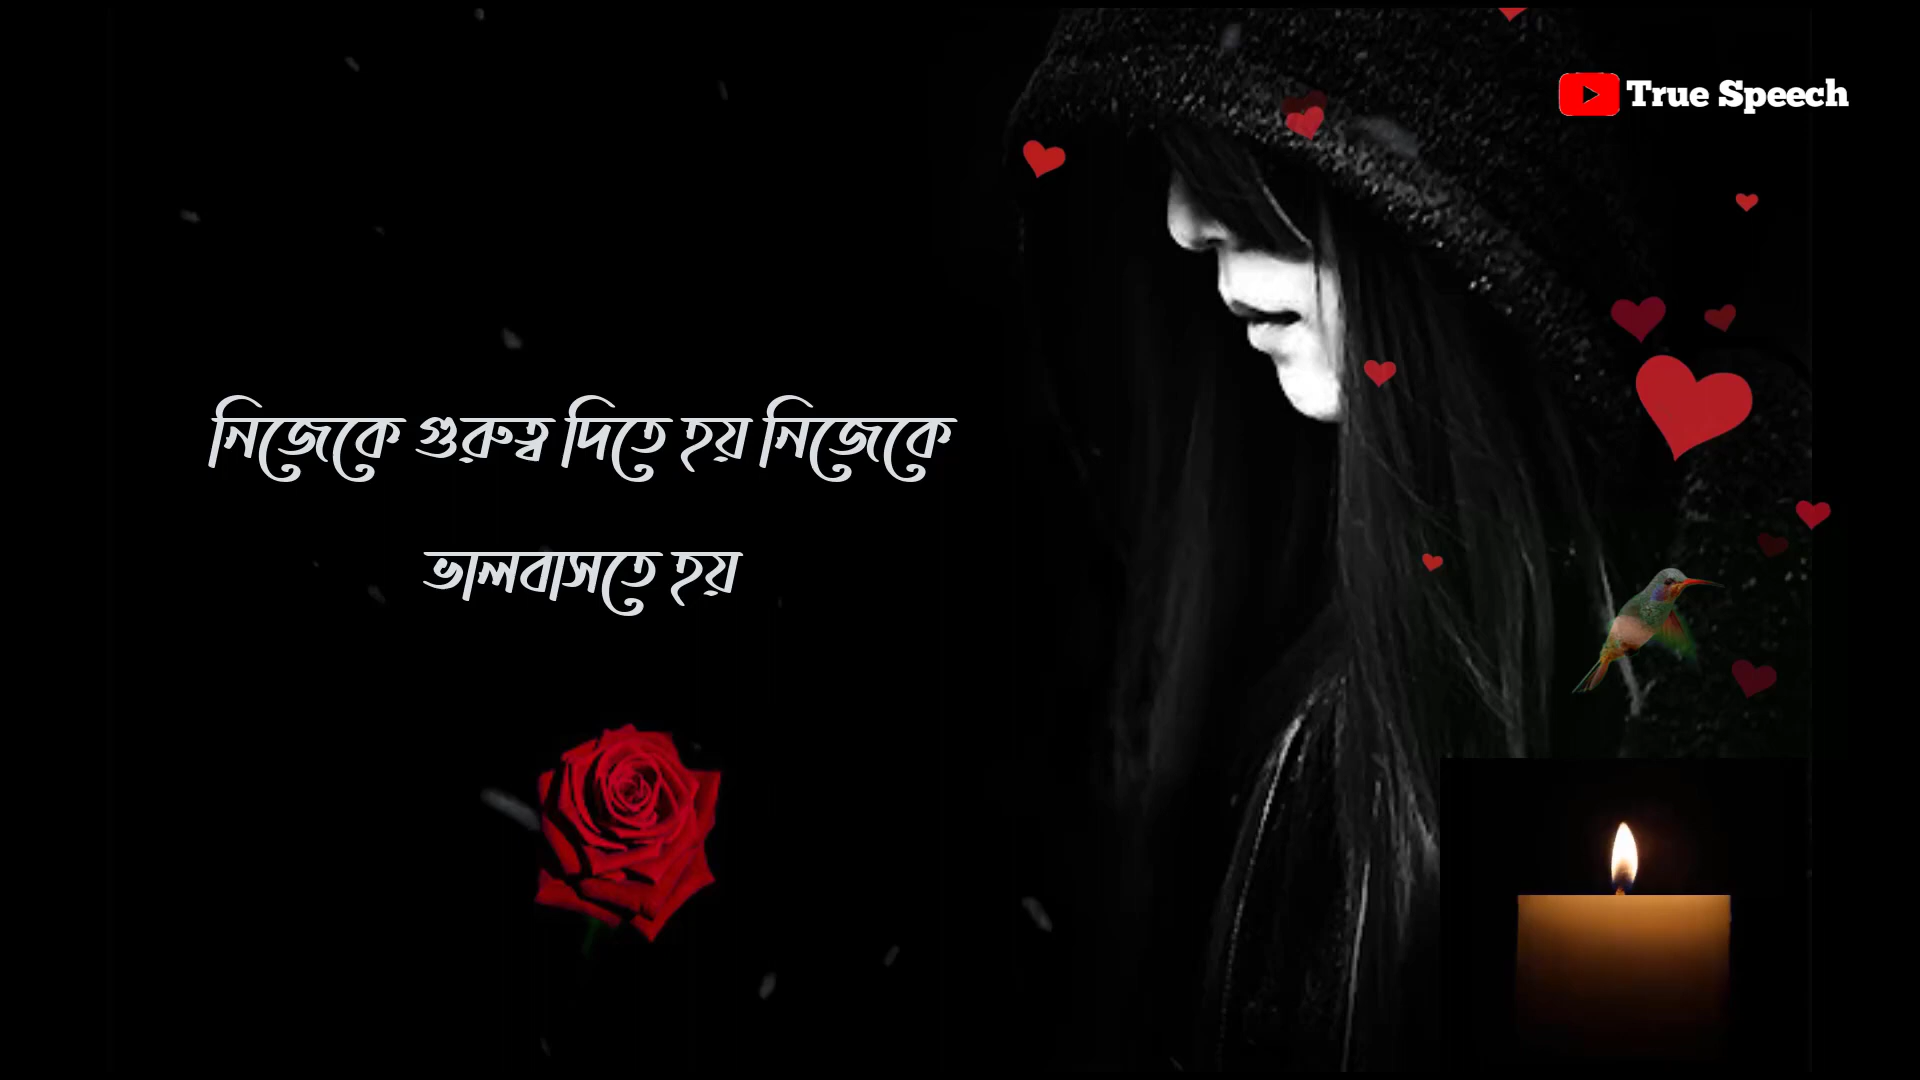 True Speech
নিজেকে গুরুত্ব দিতে হয় নিজেকে
ভালবাসতে হয়